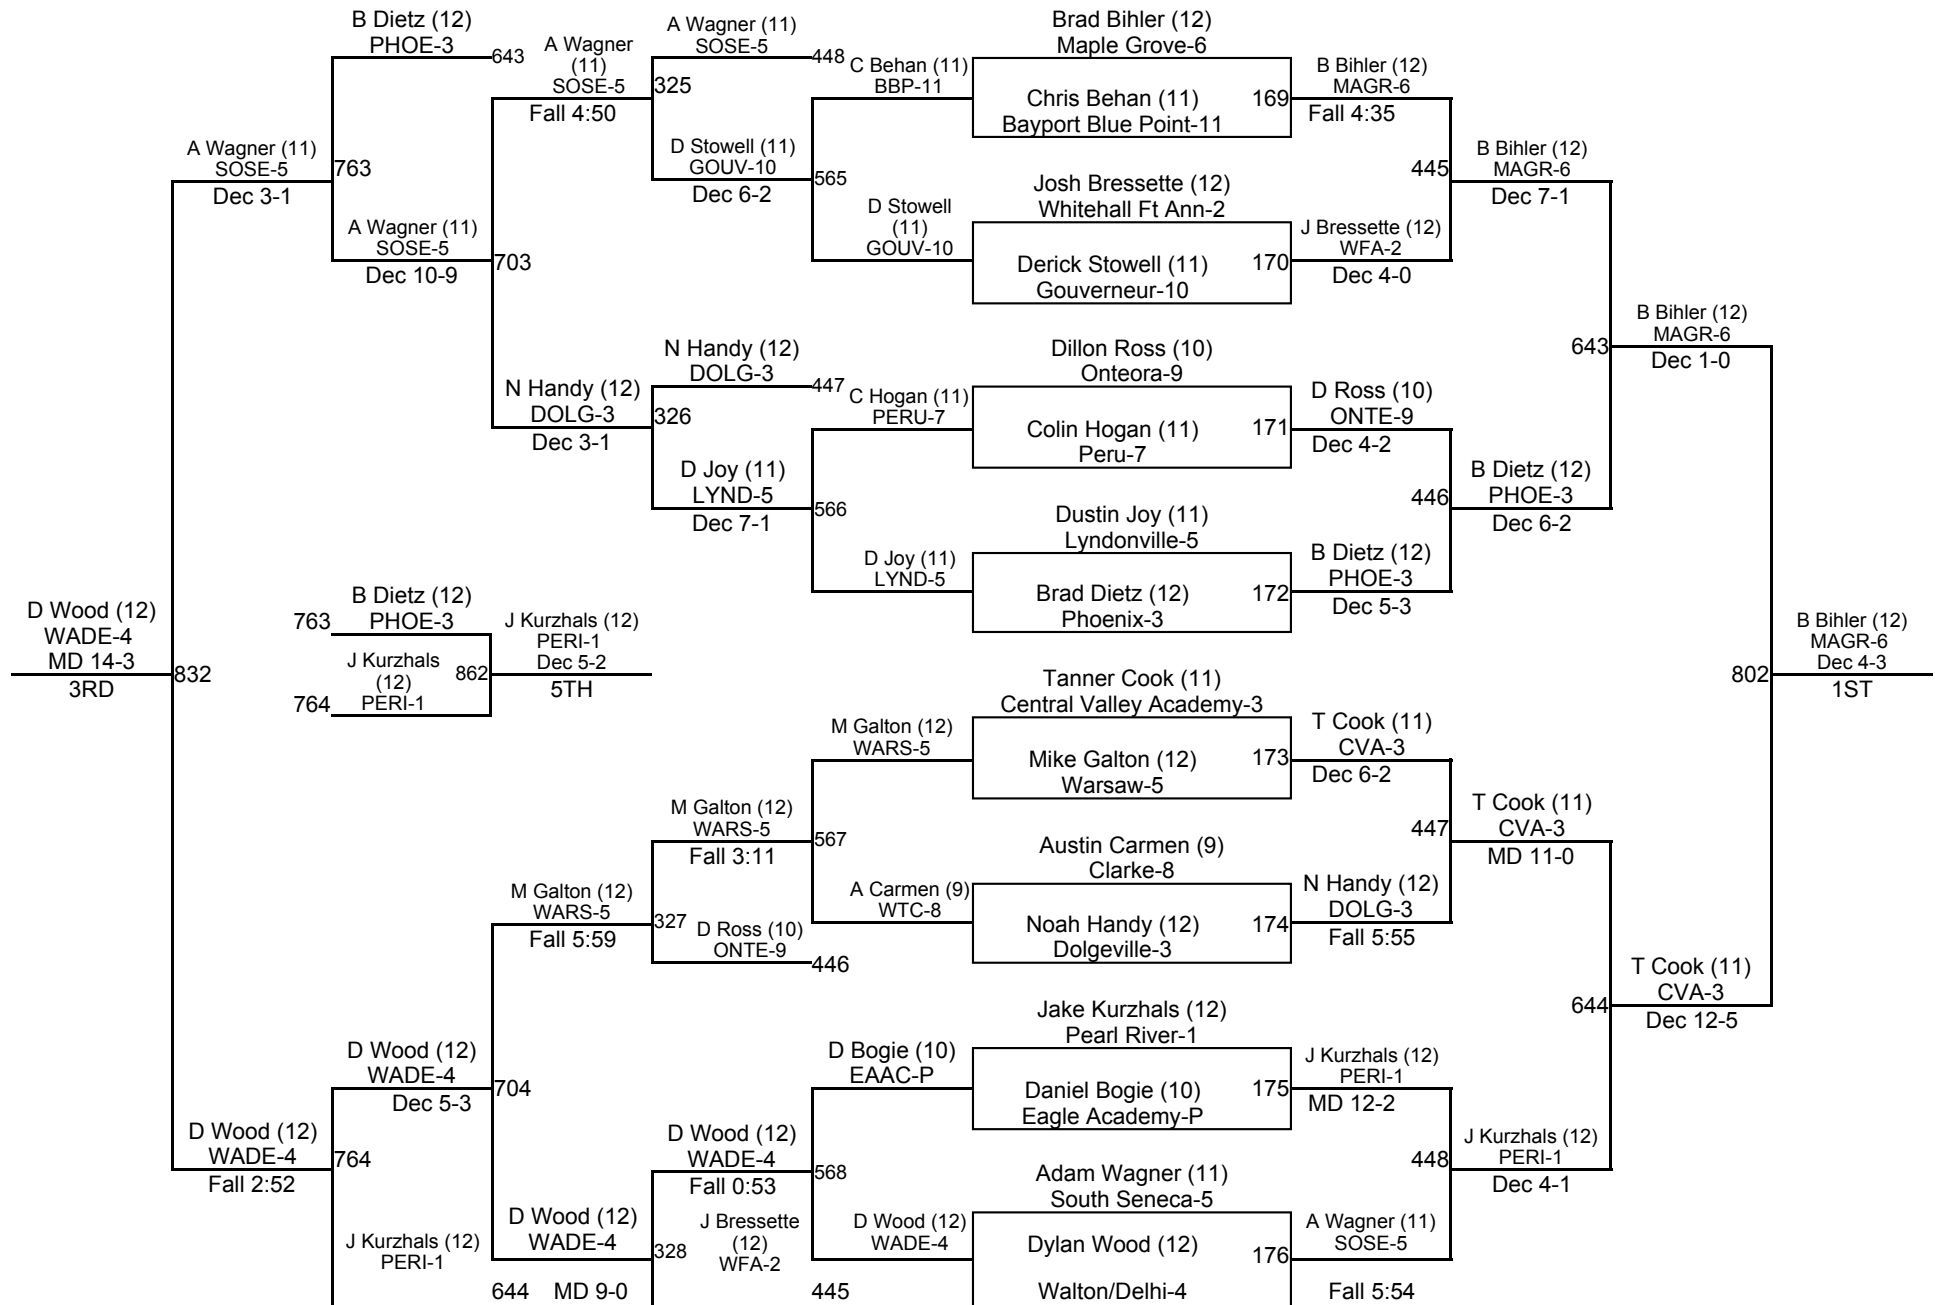 B Dietz (12)
PHOE-3
643
A Wagner
(11)
SOSE-5
Fall 4:50
A Wagner (11)
SOSE-5
448
325
C Behan (11)
BBP-11
Brad Bihler (12)
Maple Grove-6
Chris Behan (11)
Bayport Blue Point-11
169
B Bihler (12)
MAGR-6
Fall 4:35
A Wagner (11)
SOSE-5
Dec 3-1
763
D Stowell (11)
GOUV-10
Dec 6-2
565
445
B Bihler (12)
MAGR-6
Dec 7-1
A Wagner (11)
SOSE-5
Dec 10-9
703
D Stowell
(11)
GOUV-10
Josh Bressette (12)
Whitehall Ft Ann-2
Derick Stowell (11)
Gouverneur-10
170
J Bressette (12)
WFA-2
Dec 4-0
643
B Bihler (12)
MAGR-6
Dec 1-0
N Handy (12)
DOLG-3
Dec 3-1
N Handy (12)
DOLG-3
447
326
C Hogan (11)
PERU-7
Dillon Ross (10)
Onteora-9
Colin Hogan (11)
Peru-7
171
D Ross (10)
ONTE-9
Dec 4-2
D Joy (11)
LYND-5
Dec 7-1
566
446
B Dietz (12)
PHOE-3
Dec 6-2
D Joy (11)
LYND-5
Dustin Joy (11)
Lyndonville-5
Brad Dietz (12)
Phoenix-3
172
B Dietz (12)
PHOE-3
Dec 5-3
D Wood (12)
WADE-4
MD 14-3
3RD
832
763
B Dietz (12)
PHOE-3
764
J Kurzhals
(12)
PERI-1
862
J Kurzhals (12)
PERI-1
Dec 5-2
5TH
802
B Bihler (12)
MAGR-6
Dec 4-3
1ST
M Galton (12)
WARS-5
Tanner Cook (11)
Central Valley Academy-3
Mike Galton (12)
Warsaw-5
173
T Cook (11)
CVA-3
Dec 6-2
M Galton (12)
WARS-5
Fall 3:11
567
447
T Cook (11)
CVA-3
MD 11-0
M Galton (12)
WARS-5
Fall 5:59
327
D Ross (10)
ONTE-9
446
A Carmen (9)
WTC-8
Austin Carmen (9)
Clarke-8
Noah Handy (12)
Dolgeville-3
174
N Handy (12)
DOLG-3
Fall 5:55
644
T Cook (11)
CVA-3
Dec 12-5
D Wood (12)
WADE-4
Dec 5-3
704
D Bogie (10)
EAAC-P
Jake Kurzhals (12)
Pearl River-1
Daniel Bogie (10)
Eagle Academy-P
175
J Kurzhals (12)
PERI-1
MD 12-2
D Wood (12)
WADE-4
Fall 2:52
764
D Wood (12)
WADE-4
Fall 0:53
568
448
J Kurzhals (12)
PERI-1
Dec 4-1
J Kurzhals (12)
PERI-1
644
D Wood (12)
WADE-4
MD 9-0
328
J Bressette
(12)
WFA-2
445
D Wood (12)
WADE-4
Adam Wagner (11)
South Seneca-5
Dylan Wood (12)
Walton/Delhi-4
176
A Wagner (11)
SOSE-5
Fall 5:54